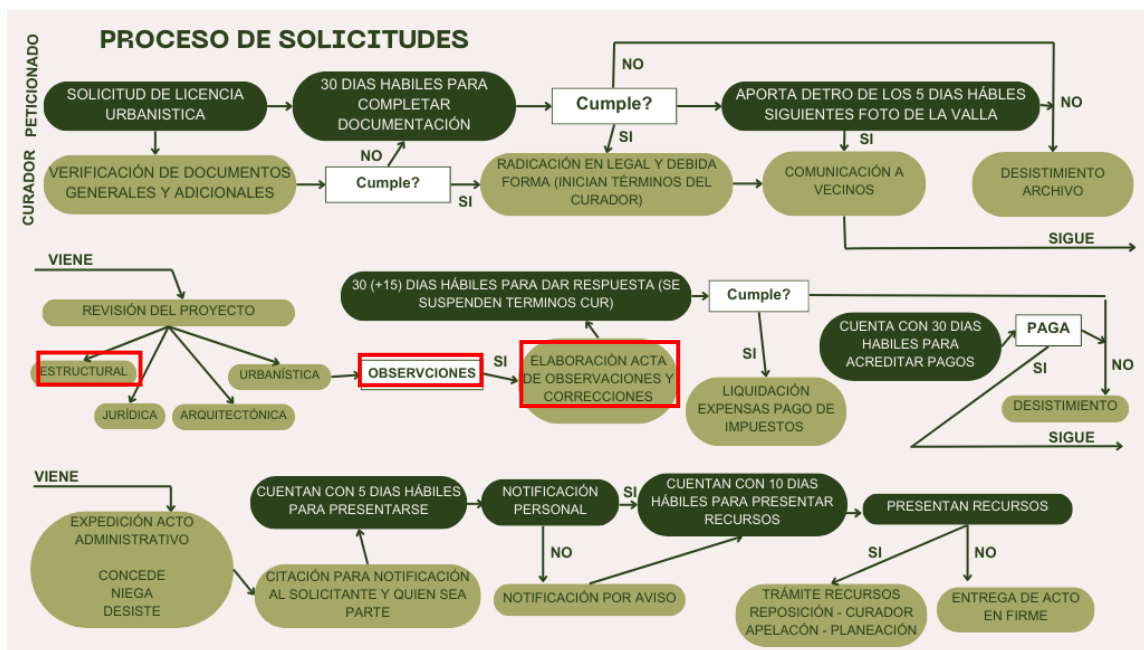 PROCESO DE SOLICITUDES
PETICIONADO
CURADOR
SOLICITUD DE LICENCIA
URBANISTICA
30 DIAS HABILES PARA
COMPLETAR
DOCUMENTACIÓN
Cumple?
NO
SI
APORTA DETRO DE LOS 5 DIAS HÁBLES
SIGUIENTES FOTO DE LA VALLA
NO
SI
VERIFICACIÓN DE DOCUMENTOS
GENERALES Y ADICIONALES
NO
Cumple?
SI
RADICACIÓN EN LEGAL Y DEBIDA
FORMA (INICIAN TÉRMINOS DEL
CURADOR)
COMUNICACIÓN A
VECINOS
DESISTIMIENTO
ARCHIVO
SIGUE
VIENE
REVISIÓN DEL PROYECTO
ESTRUCTURAL
JURÍDICA
ARQUITECTÓNICA
URBANÍSTICA
OBSERVCIONES
SI
ELABORACIÓN ACTA
DE OBSERVACIONES Y
CORRECCIONES
30 (+15) DIAS HÁBILES PARA DAR RESPUESTA (SE
SUSPENDEN TERMINOS CUR)
Cumple?
SI
LIQUIDACIÓN
EXPENSAS PAGO DE
IMPUESTOS
CUENTA CON 30 DIAS
HABILES PARA
ACREDITAR PAGOS
PAGA
SI
NO
DESISTIMIENTO
SIGUE
VIENE
EXPEDICIÓN ACTO
ADMINISTRATIVO
CONCEDE
NIEGA
DESISTE
CUENTAN CON 5 DIAS HÁBILES
PARA PRESENTARSE
CITACIÓN PARA NOTIFICACIÓN
AL SOLICITANTE Y QUIEN SEA
PARTE
NOTIFICACIÓN
PERSONAL
SI
NO
NOTIFICACIÓN POR AVISO
CUENTAN CON 10 DIAS
HÁBILES PARA PRESENTAR
RECURSOS
PRESENTAN RECURSOS
SI
NO
TRÁMITE RECURSOS
REPOSICIÓN - CURADOR
APELACÓN - PLANEACIÓN
ENTREGA DE ACTO
EN FIRME